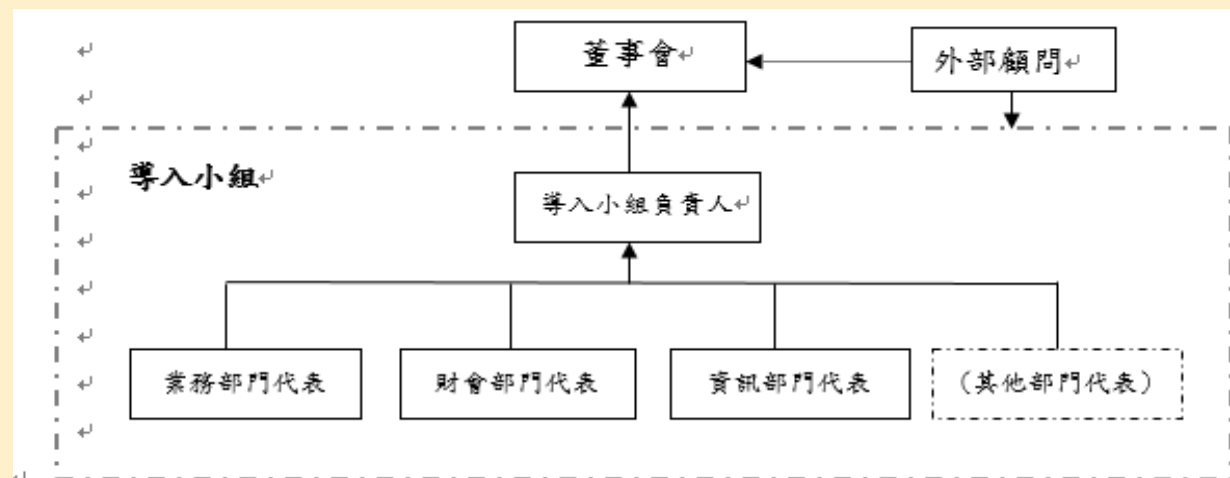 董事會
外部顧問
導入小組
導入小組負責人
業務部門代表
財會部門代表
資訊部門代表
（其他部門代表）